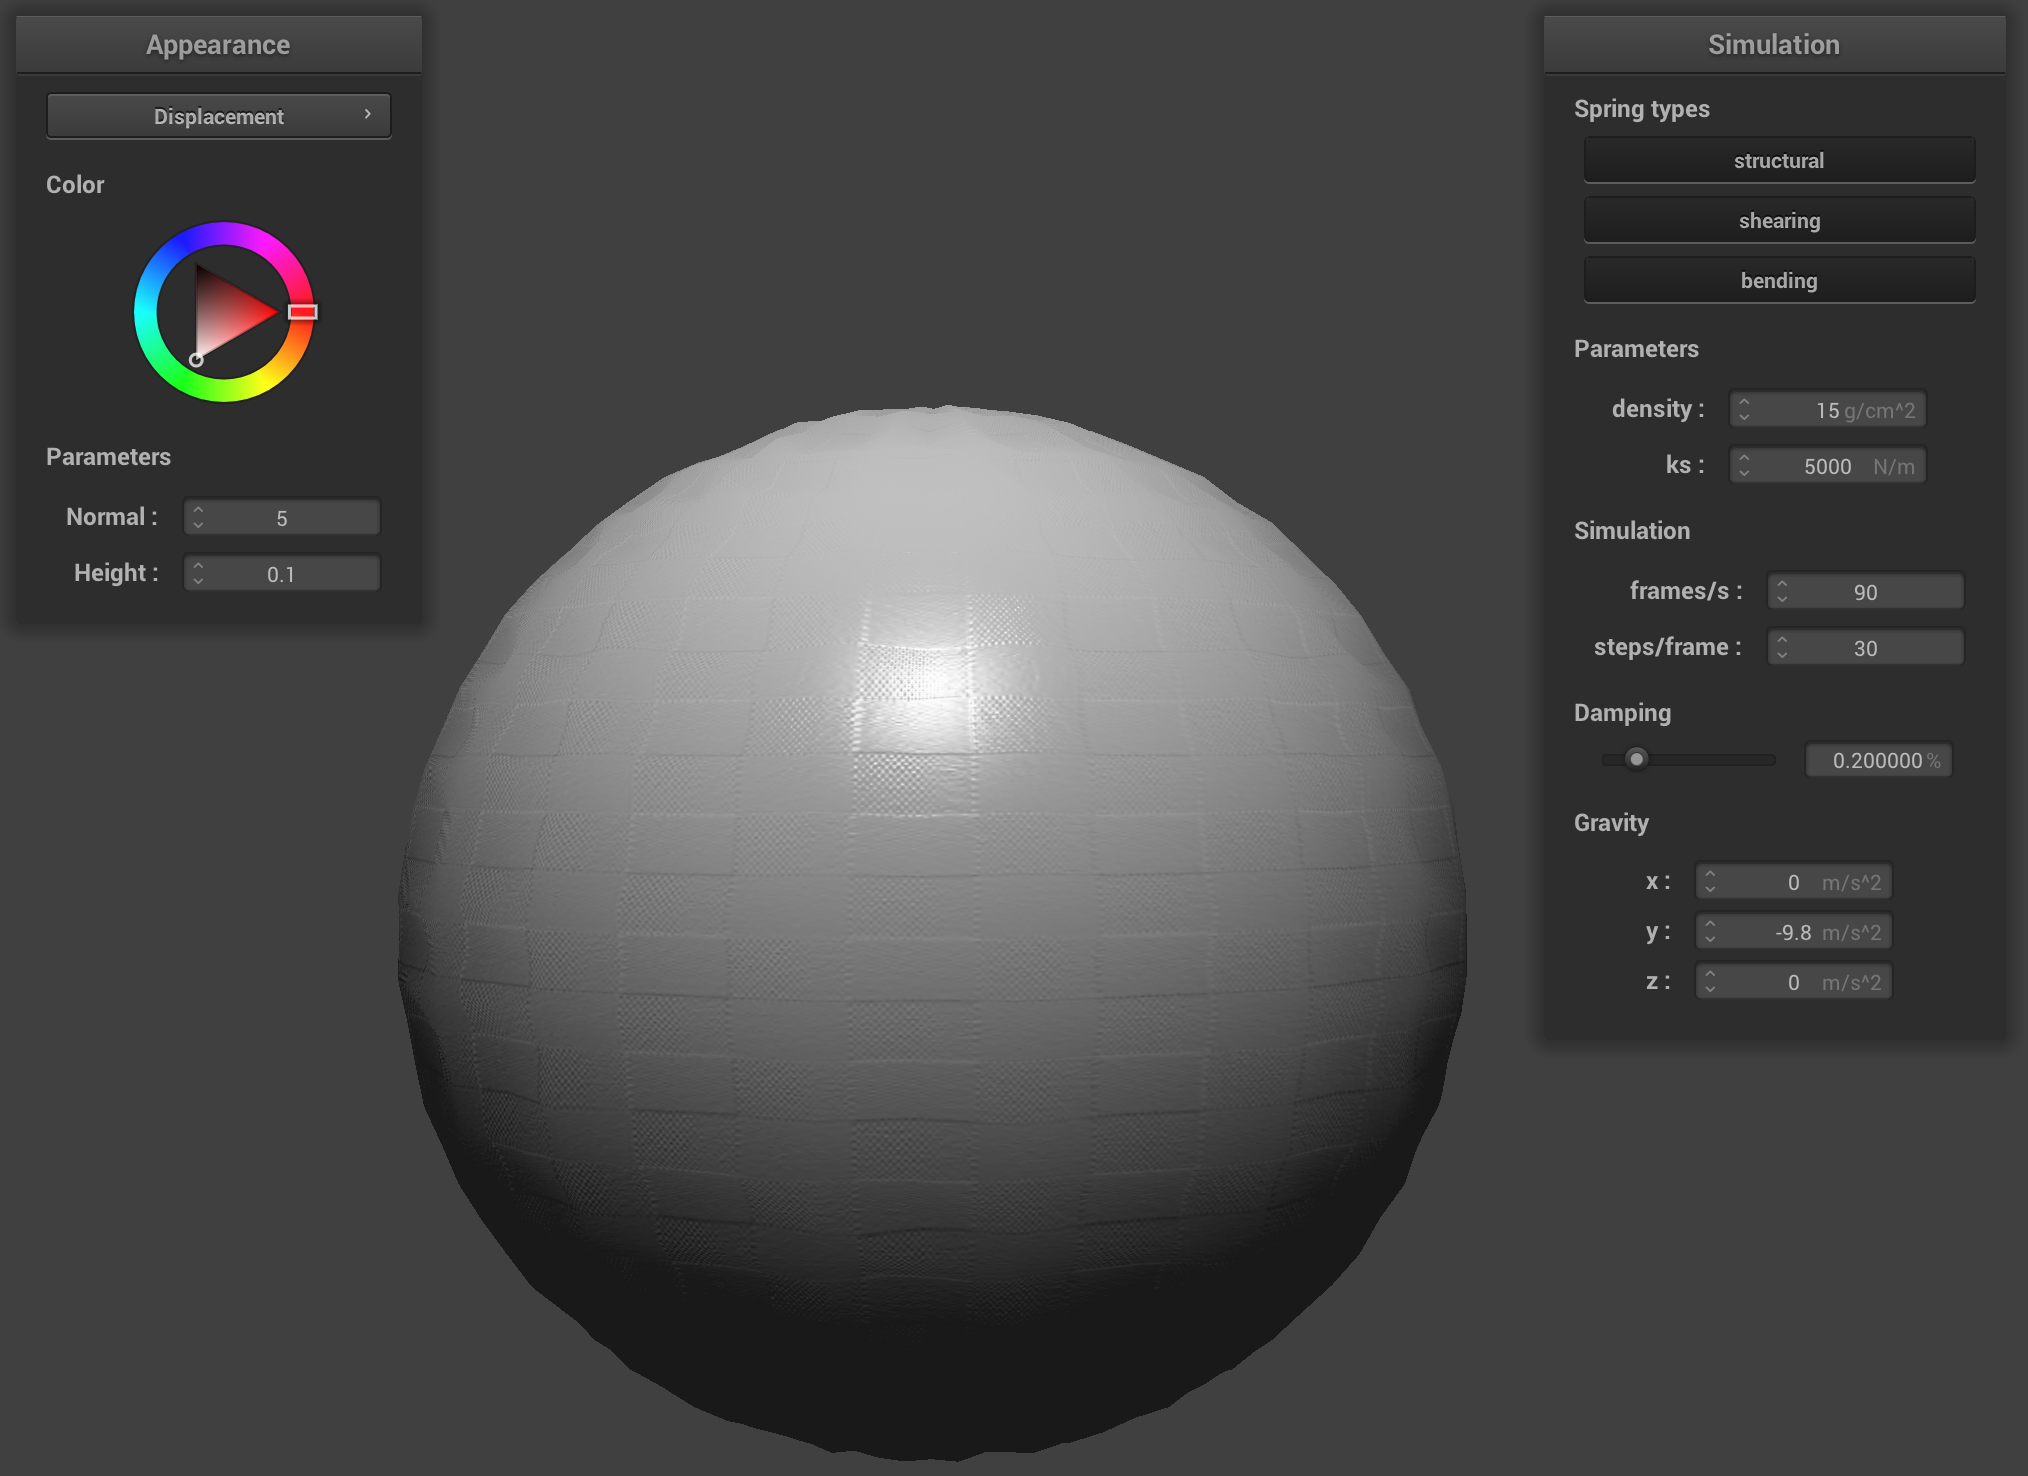 Appearance
Displacement
Color
Parameters
Normal : 5
Height : 0.1
Simulation
Spring types
structural
shearing
bending
Parameters
density : 15 g/cm^2
ks : 5000 N/m
Simulation
frames/s : 90
steps/frame : 30
Damping
0.200000 %
Gravity
x : 0 m/s^2
y : -9.8 m/s^2
z : 0 m/s^2